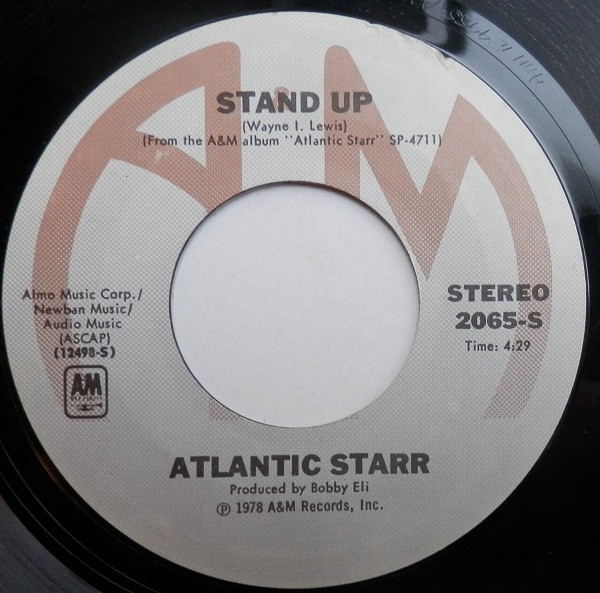 STAND UP
(Wayne I. Lewis)
(From the A&M album "Atlantic Starr" SP-4711)
Almo Music Corp./
Newban Music/
Audio Music
(ASCAP)
(12498-S)
AM
STEREO
2065-S
Time: 4:29
ATLANTIC STARR
Produced by Bobby Eli
℗ 1978 A&M Records, Inc.